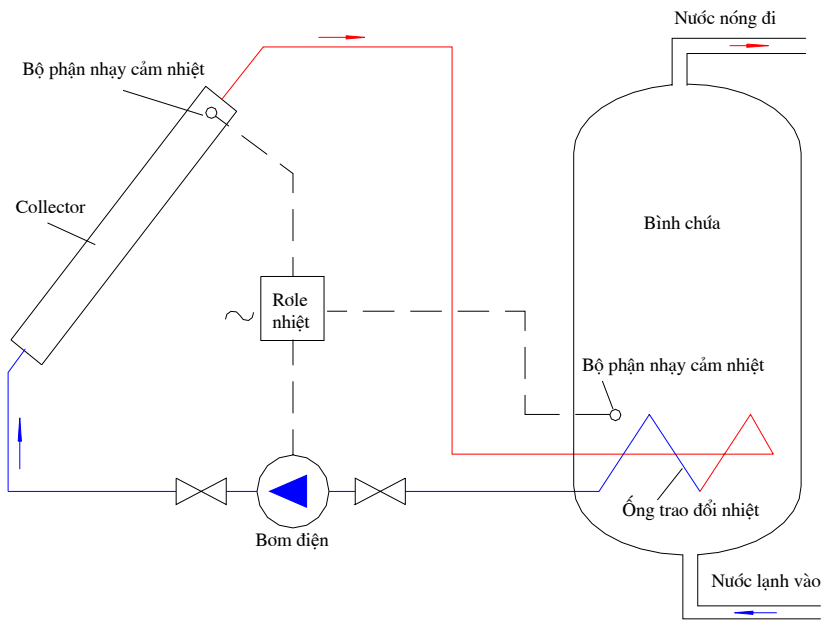 Nước nóng đi
Bộ phận nhạy cảm nhiệt
Collector
Bình chứa
Role
nhiệt
Bộ phận nhạy cảm nhiệt
Ống trao đổi nhiệt
Bơm điện
Nước lạnh vào